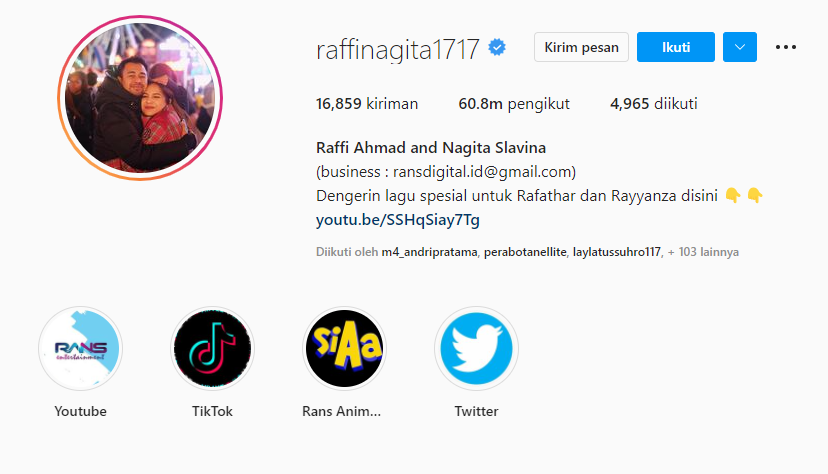 raffinagita1717 Kirim pesan Ikuti
16,859 kiriman 60.8m pengikut 4,965 diikuti
Raffi Ahmad and Nagita Slavina
(business : ransdigital.id@gmail.com)
Dengerin lagu spesial untuk Rafathar dan Rayyanza disini 👇👇
youtu.be/SSHqSiay7Tg
Diikuti oleh m4_andripratama, perabotanellite, laylatussuhro117, + 103 lainnya
RANS
entertainment
SiAa
Youtube TikTok Rans Anim... Twitter